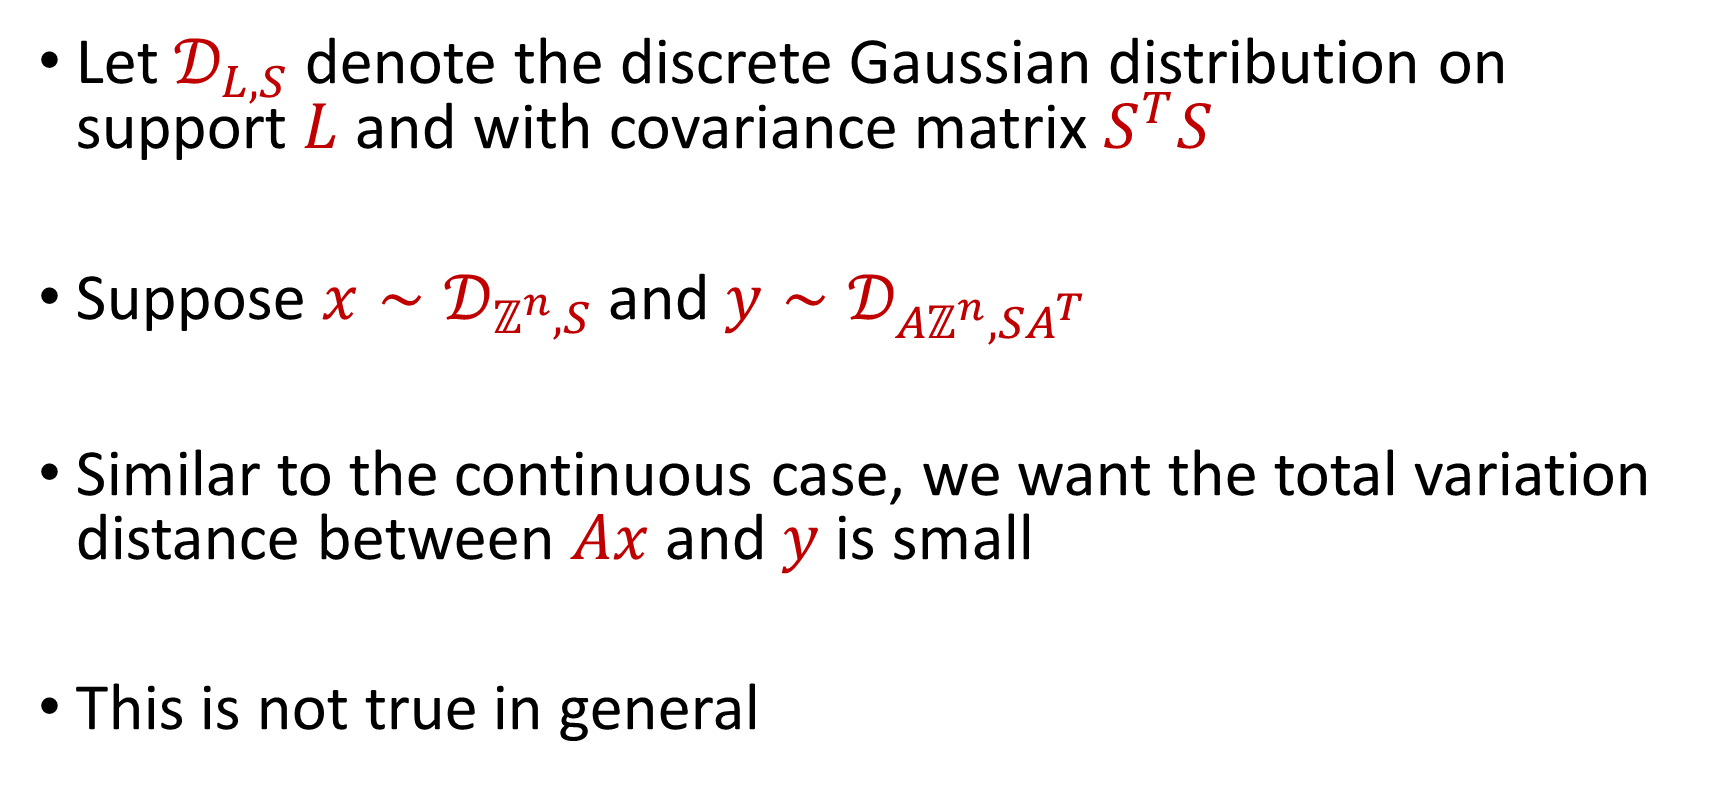 • Let 𝒟_{L,S} denote the discrete Gaussian distribution on
support L and with covariance matrix S^T S
• Suppose x ~ 𝒟_{ℤ^n,S} and y ~ 𝒟_{Aℤ^n,SA^T}
• Similar to the continuous case, we want the total variation
distance between Ax and y is small
• This is not true in general